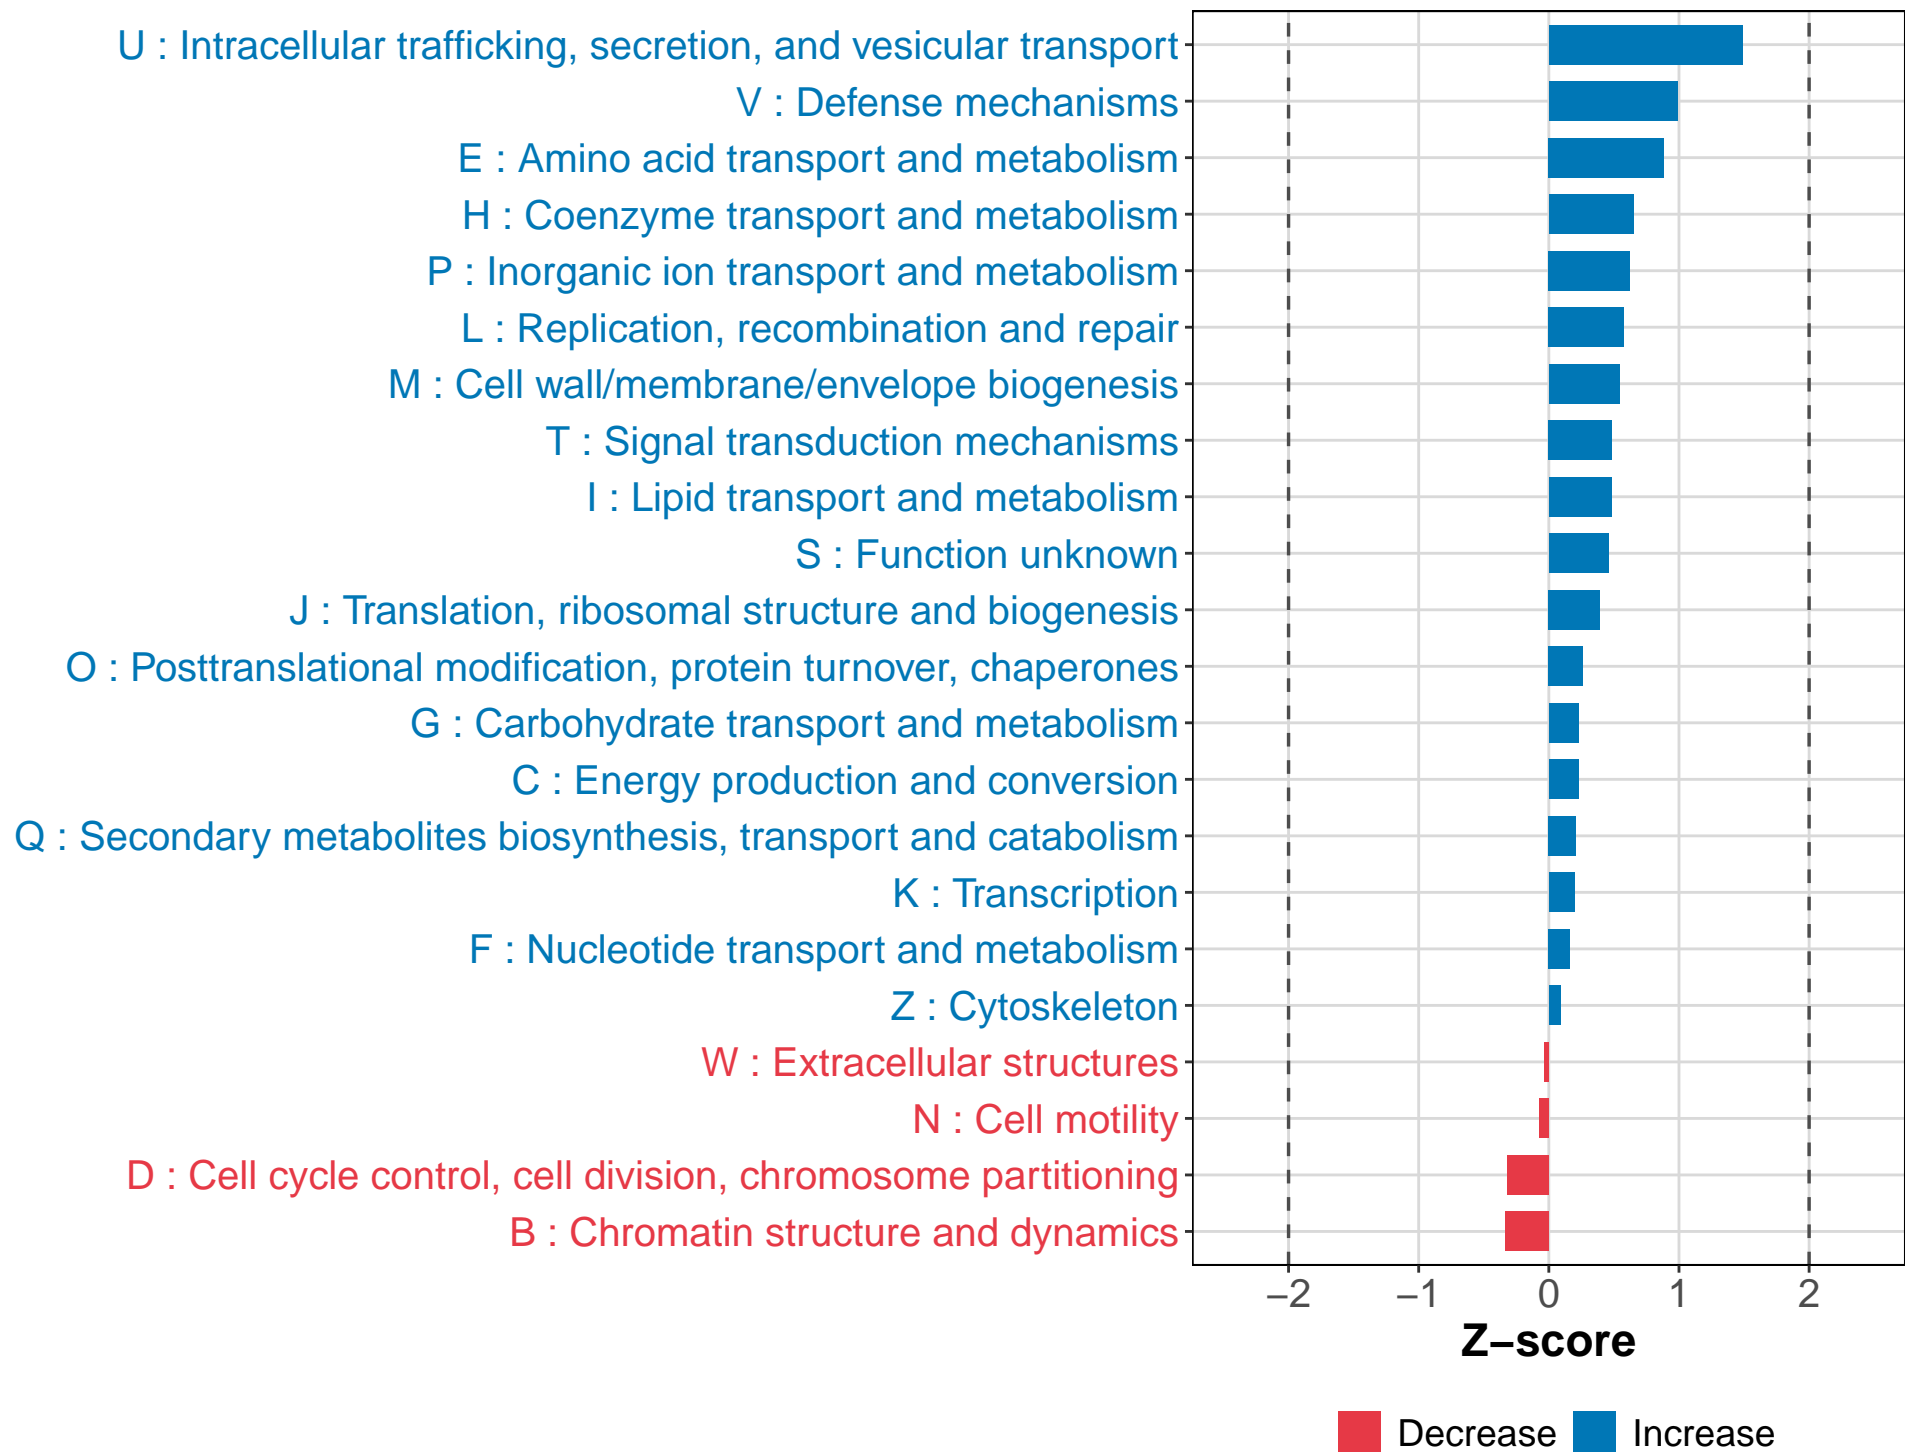 U : Intracellular trafficking, secretion, and vesicular transport
V : Defense mechanisms
E : Amino acid transport and metabolism
H : Coenzyme transport and metabolism
P : Inorganic ion transport and metabolism
L : Replication, recombination and repair
M : Cell wall/membrane/envelope biogenesis
T : Signal transduction mechanisms
I : Lipid transport and metabolism
S : Function unknown
J : Translation, ribosomal structure and biogenesis
O : Posttranslational modification, protein turnover, chaperones
G : Carbohydrate transport and metabolism
C : Energy production and conversion
Q : Secondary metabolites biosynthesis, transport and catabolism
K : Transcription
F : Nucleotide transport and metabolism
Z : Cytoskeleton
W : Extracellular structures
N : Cell motility
D : Cell cycle control, cell division, chromosome partitioning
B : Chromatin structure and dynamics
−2 −1 0 1 2
Z−score
Decrease Increase